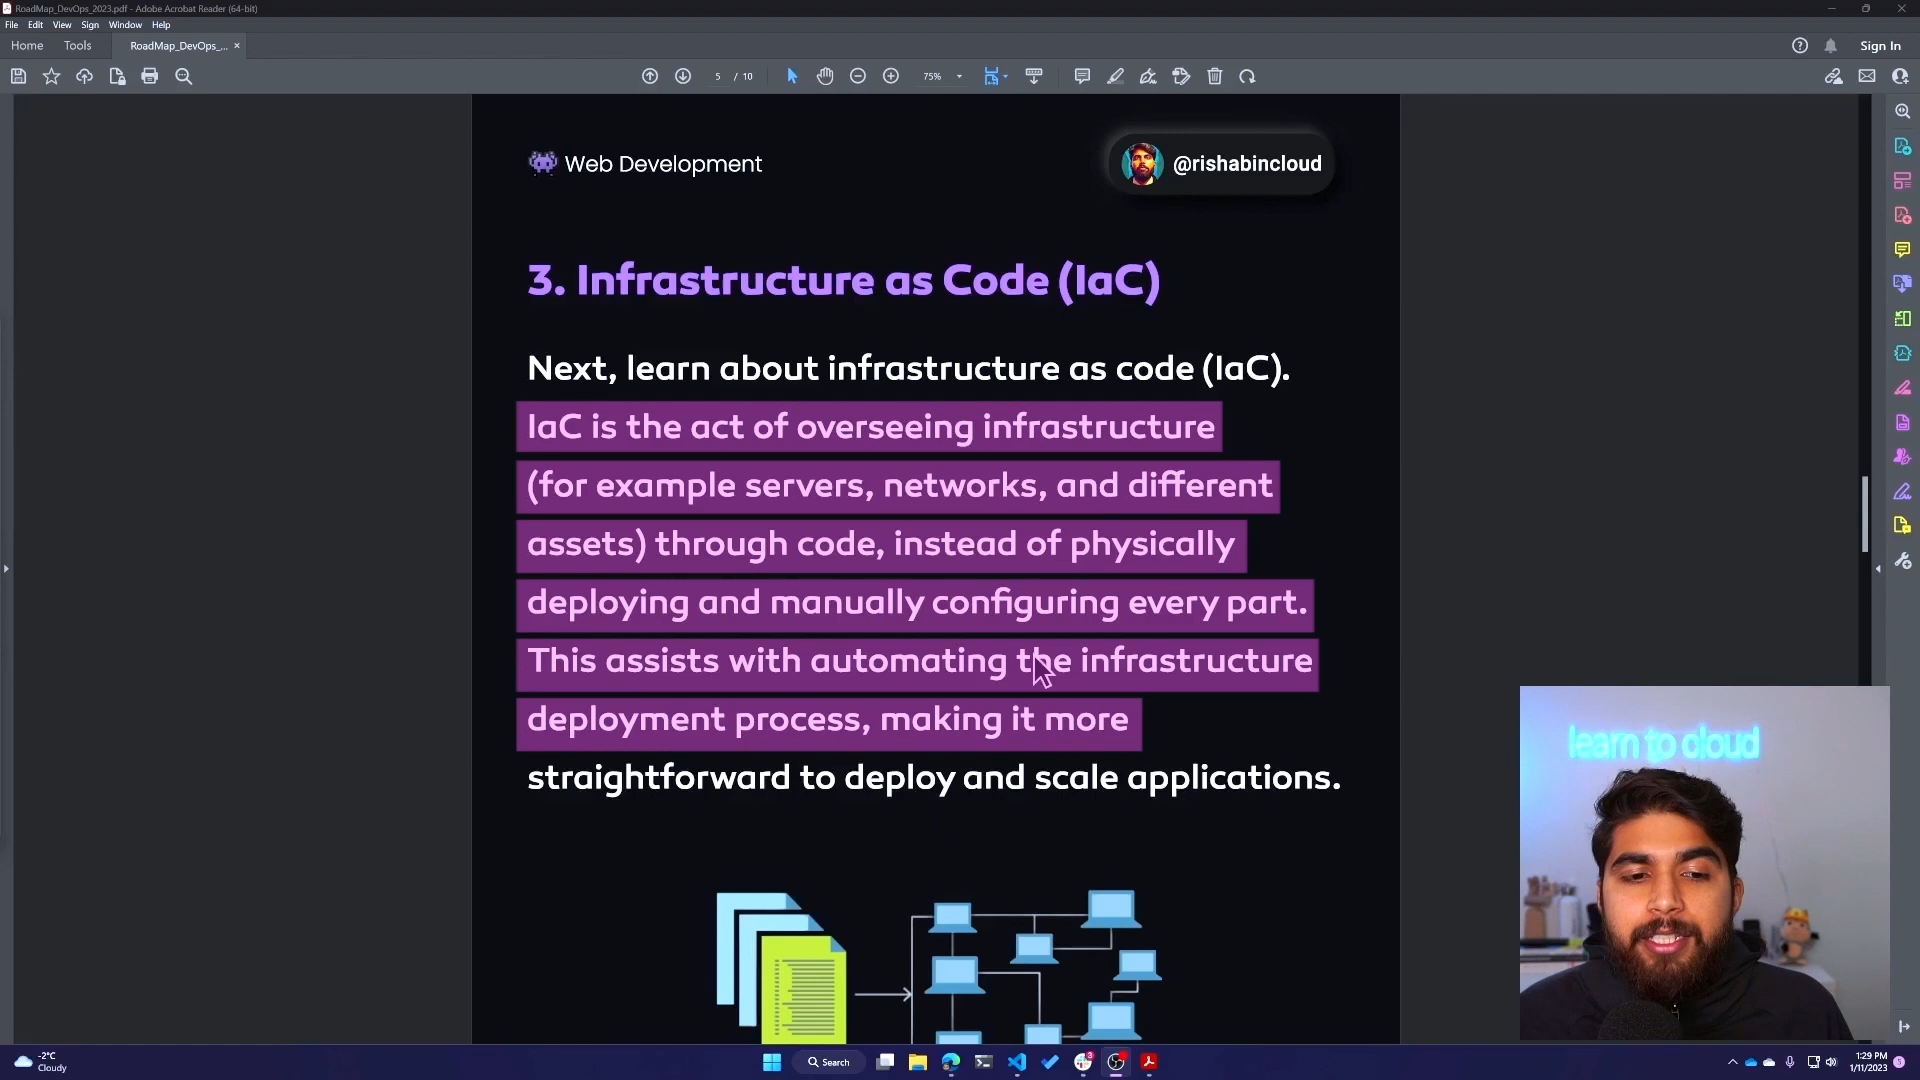 RoadMap_DevOps_2023.pdf - Adobe Acrobat Reader (64-bit)
File Edit View Sign Window Help
Home Tools RoadMap_DevOps_... × Sign In
5 / 10 75%
Web Development
@rishabincloud
3. Infrastructure as Code (IaC)
Next, learn about infrastructure as code (IaC).
IaC is the act of overseeing infrastructure
(for example servers, networks, and different
assets) through code, instead of physically
deploying and manually configuring every part.
This assists with automating the infrastructure
deployment process, making it more
straightforward to deploy and scale applications.
learn to cloud
-2°C
Cloudy
Search
3
1:29 PM
1/11/2023
5